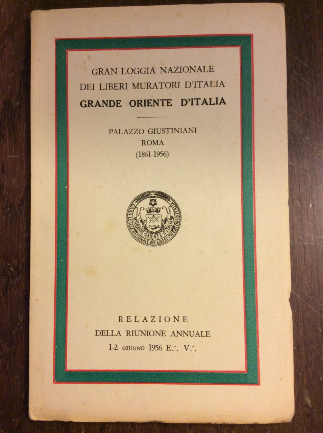 GRAN LOGGIA NAZIONALE
DEI LIBERI MURATORI D'ITALIA
GRANDE ORIENTE D'ITALIA
PALAZZO GIUSTINIANI
ROMA
(1861-1956)
RELAZIONE
DELLA RIUNIONE ANNUALE
1-2 GIUGNO 1956 E∴ V∴